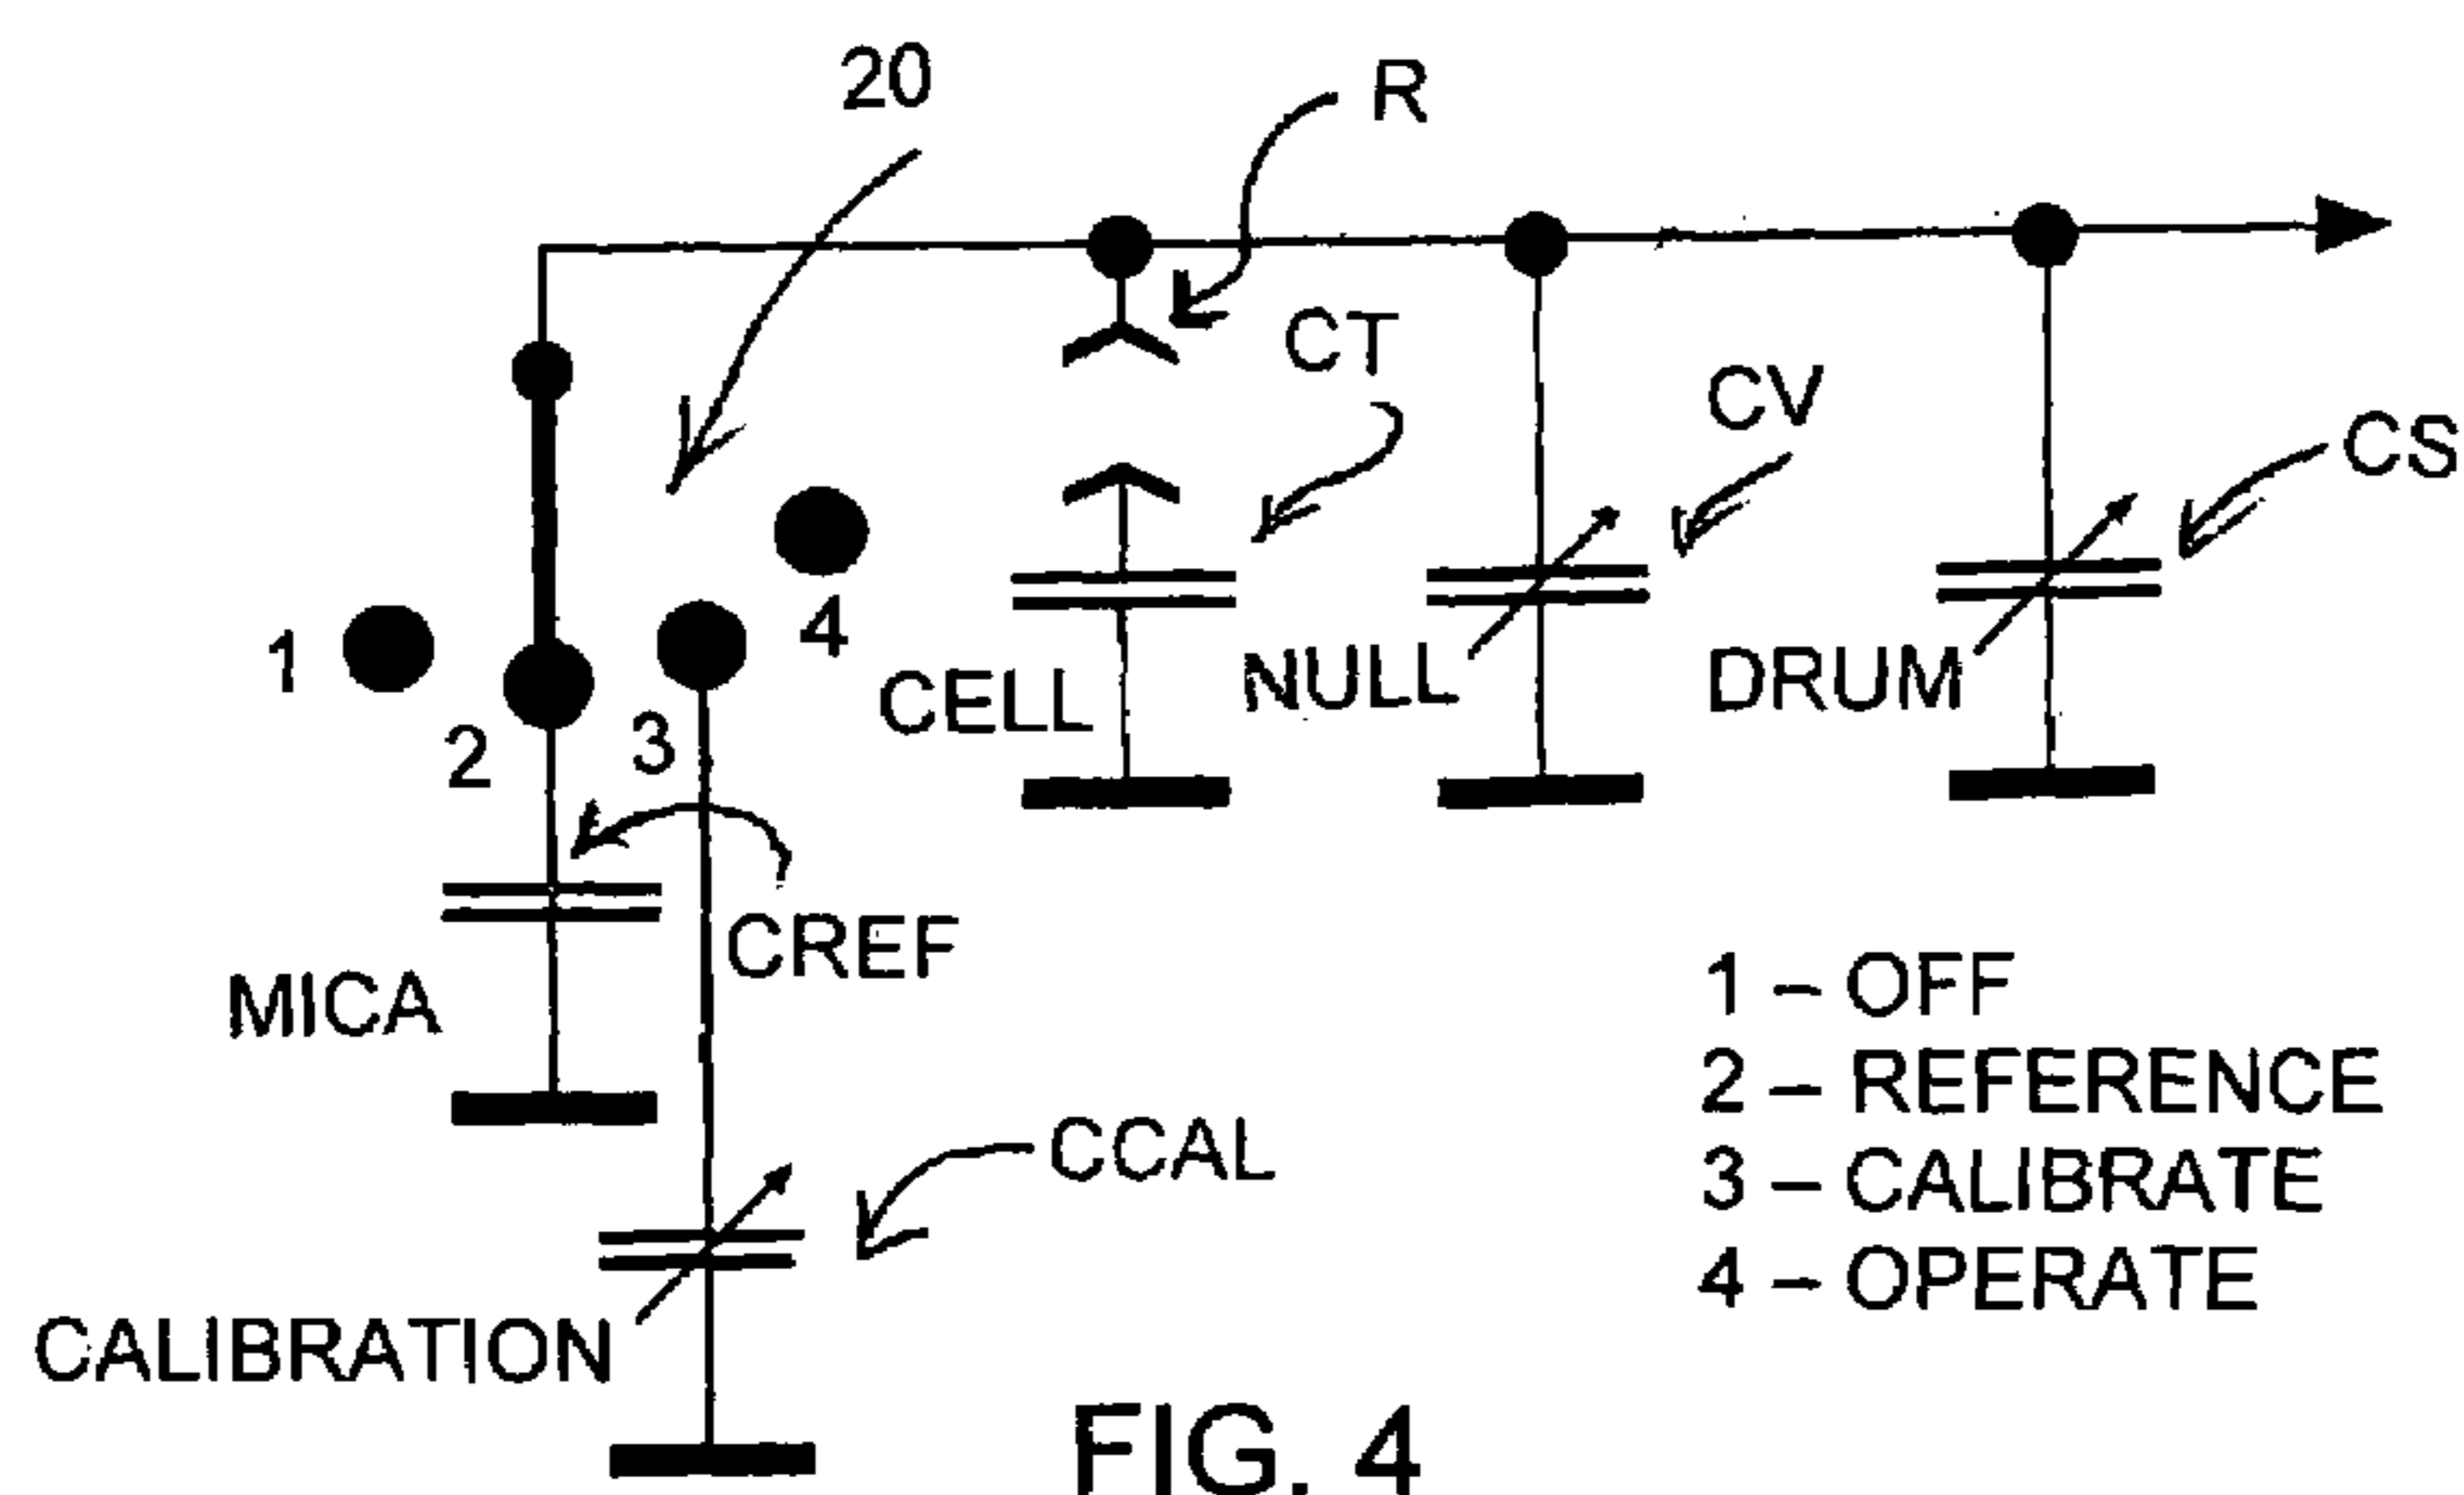 20
R
CT
CV
CS
1
2
3
4
CELL
NULL
DRUM
CREF
MICA
CCAL
CALIBRATION
1 – OFF
2 – REFERENCE
3 – CALIBRATE
4 – OPERATE
FIG. 4